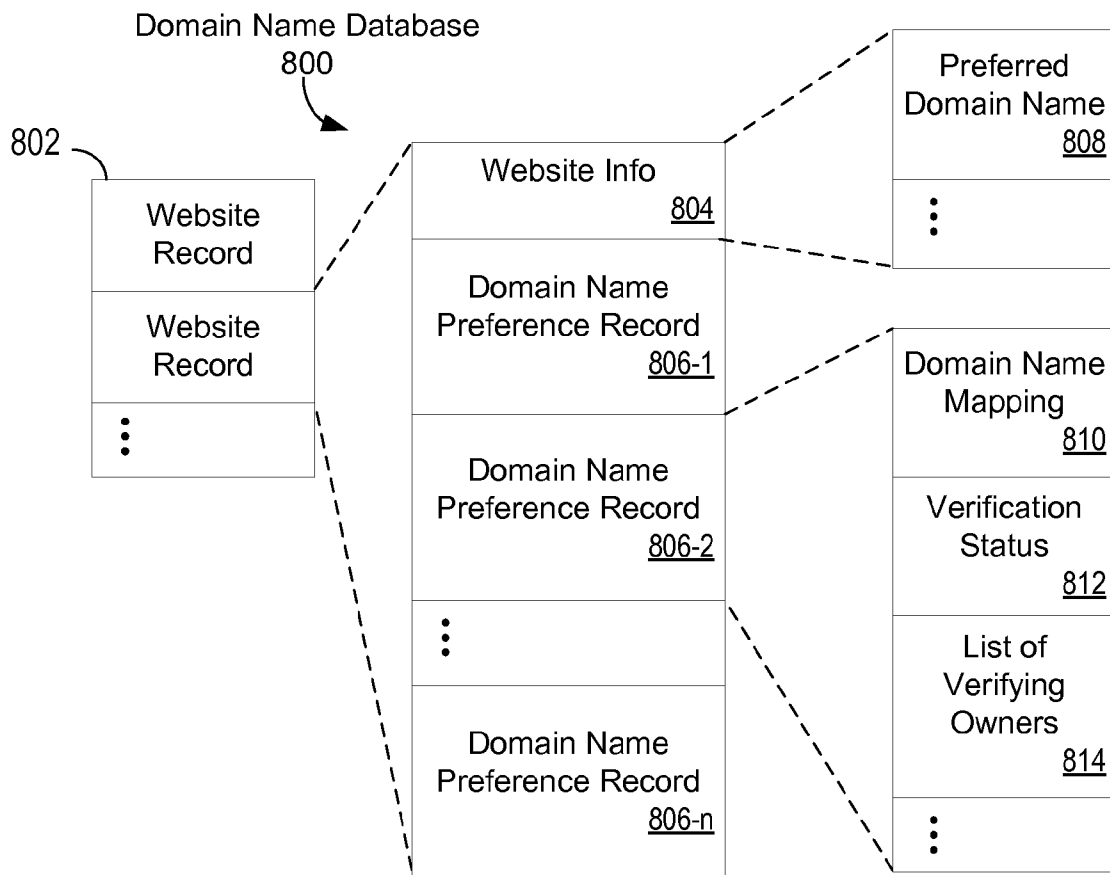 Domain Name Database
800
802
Website
Record
Website
Record
Website Info
804
Domain Name
Preference Record
806-1
Domain Name
Preference Record
806-2
Domain Name
Preference Record
806-n
Preferred
Domain Name
808
Domain Name
Mapping
810
Verification
Status
812
List of
Verifying
Owners
814